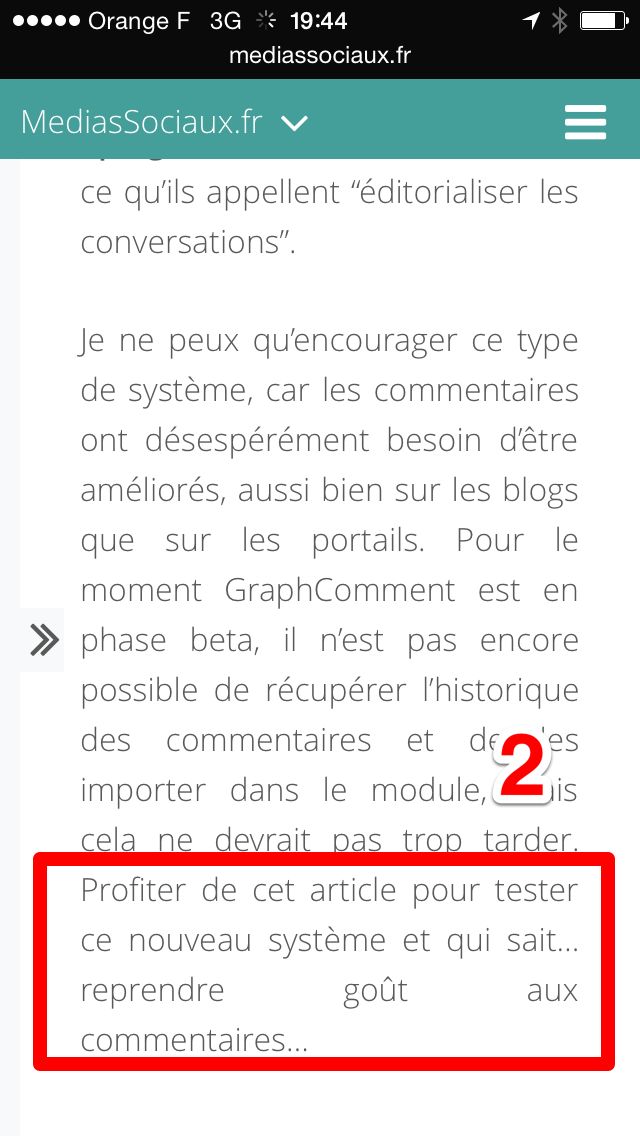 Orange F 3G 19:44
mediassociaux.fr
MediasSociaux.fr
ce qu’ils appellent “éditorialiser les
conversations”.
Je ne peux qu’encourager ce type
de système, car les commentaires
ont désespérément besoin d’être
améliorés, aussi bien sur les blogs
que sur les portails. Pour le
moment GraphComment est en
phase beta, il n’est pas encore
possible de récupérer l’historique
des commentaires et de les
2
importer dans le module,
cela ne devrait pas trop tarder.
Profiter de cet article pour tester
ce nouveau système et qui sait...
reprendre goût aux
commentaires...